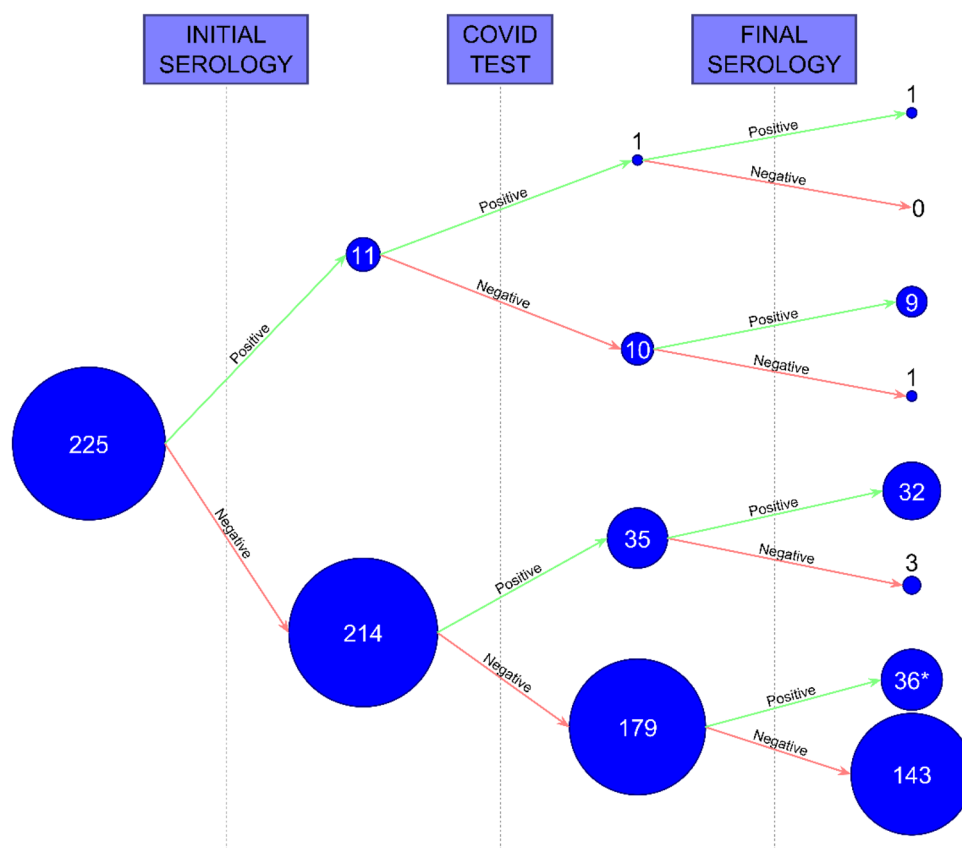 INITIAL
SEROLOGY
COVID
TEST
FINAL
SEROLOGY
1
Positive
1
Positive
Negative
0
11
Negative
Positive
9
10
Negative
1
Positive
225
Negative
Positive
32
35
Negative
3
Positive
214
Negative
Positive
36*
179
Negative
143